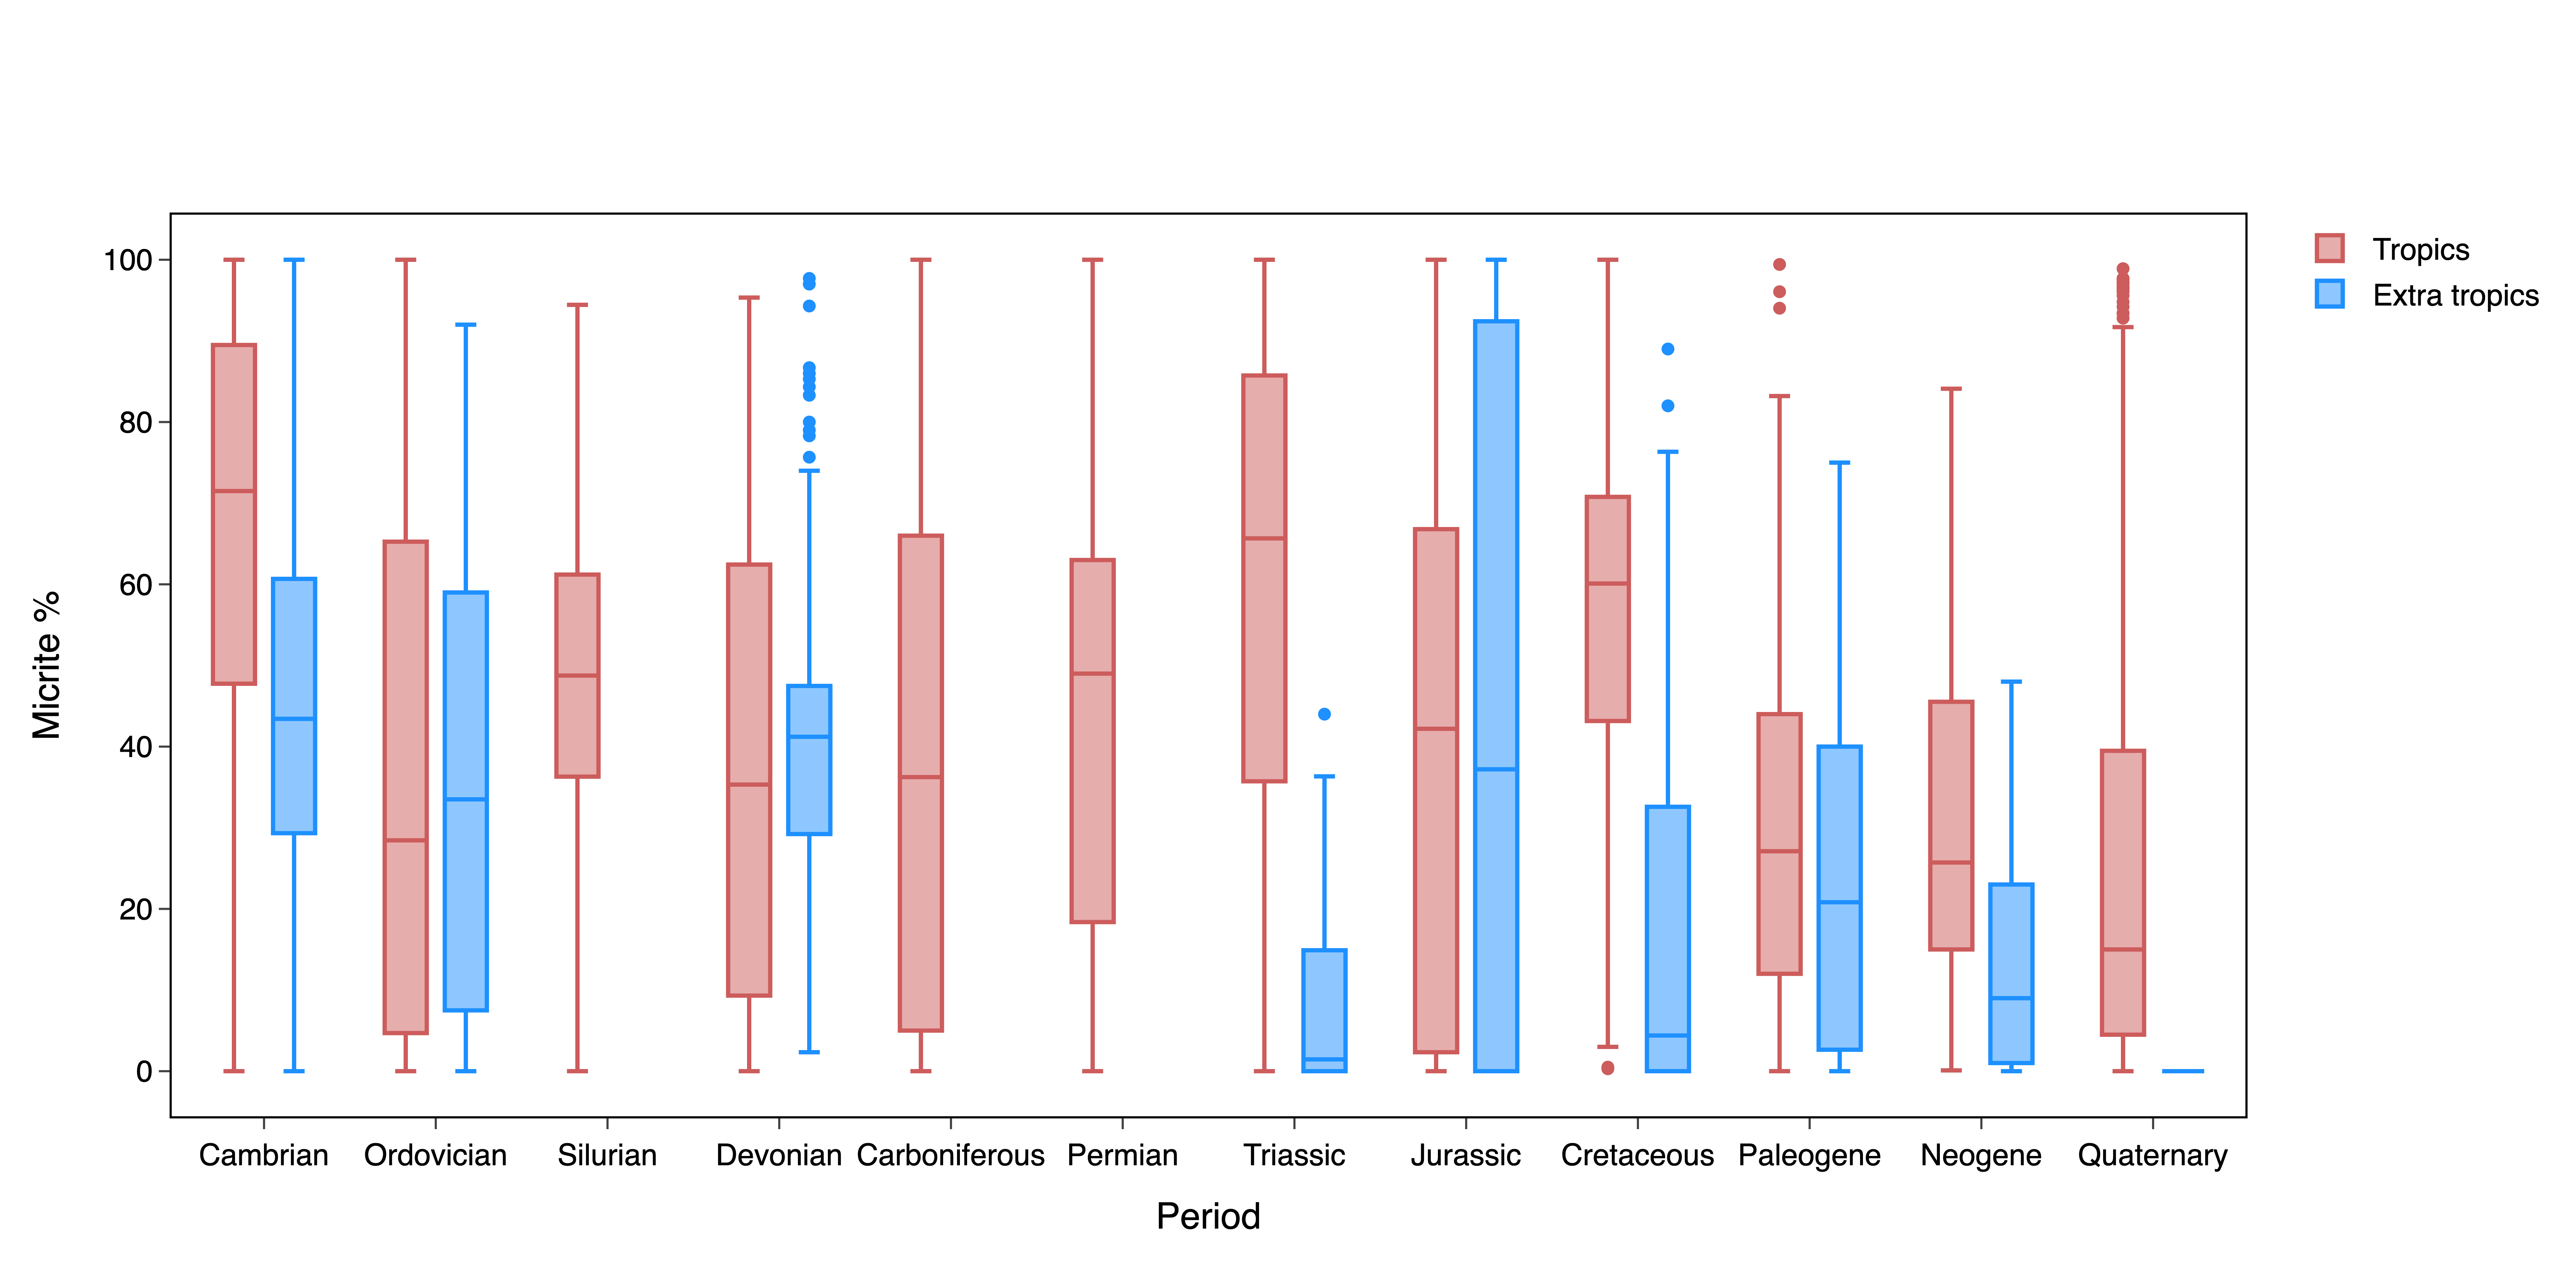 Tropics
Extra tropics
Micrite %
100
80
60
40
20
0
Cambrian Ordovician Silurian Devonian Carboniferous Permian Triassic Jurassic Cretaceous Paleogene Neogene Quaternary
Period